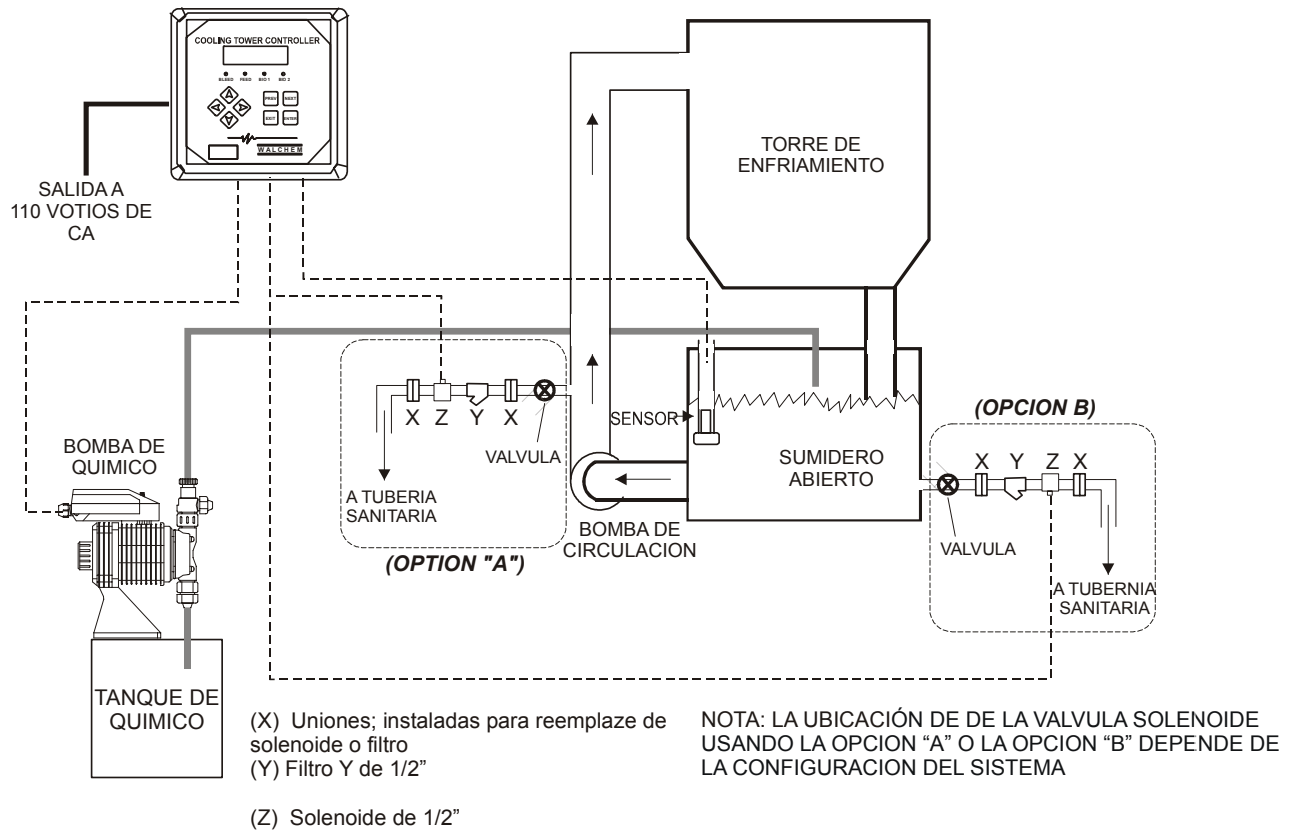 COOLING TOWER CONTROLLER
BLEED FEED BIO 1 BIO 2
PREV NEXT
EXIT ENTER
WALCHEM
SALIDA A
110 VOTIOS DE
CA
TORRE DE
ENFRIAMIENTO
X Z Y X
VALVULA
A TUBERIA
SANITARIA
(OPTION "A")
SENSOR
SUMIDERO
ABIERTO
BOMBA DE
CIRCULACION
(OPCION B)
X Y Z X
VALVULA
A TUBERNIA
SANITARIA
BOMBA DE
QUIMICO
TANQUE DE
QUIMICO
(X) Uniones; instaladas para reemplaze de
solenoide o filtro
(Y) Filtro Y de 1/2”
(Z) Solenoide de 1/2”
NOTA: LA UBICACIÓN DE DE LA VALVULA SOLENOIDE
USANDO LA OPCION “A” O LA OPCION “B” DEPENDE DE
LA CONFIGURACION DEL SISTEMA